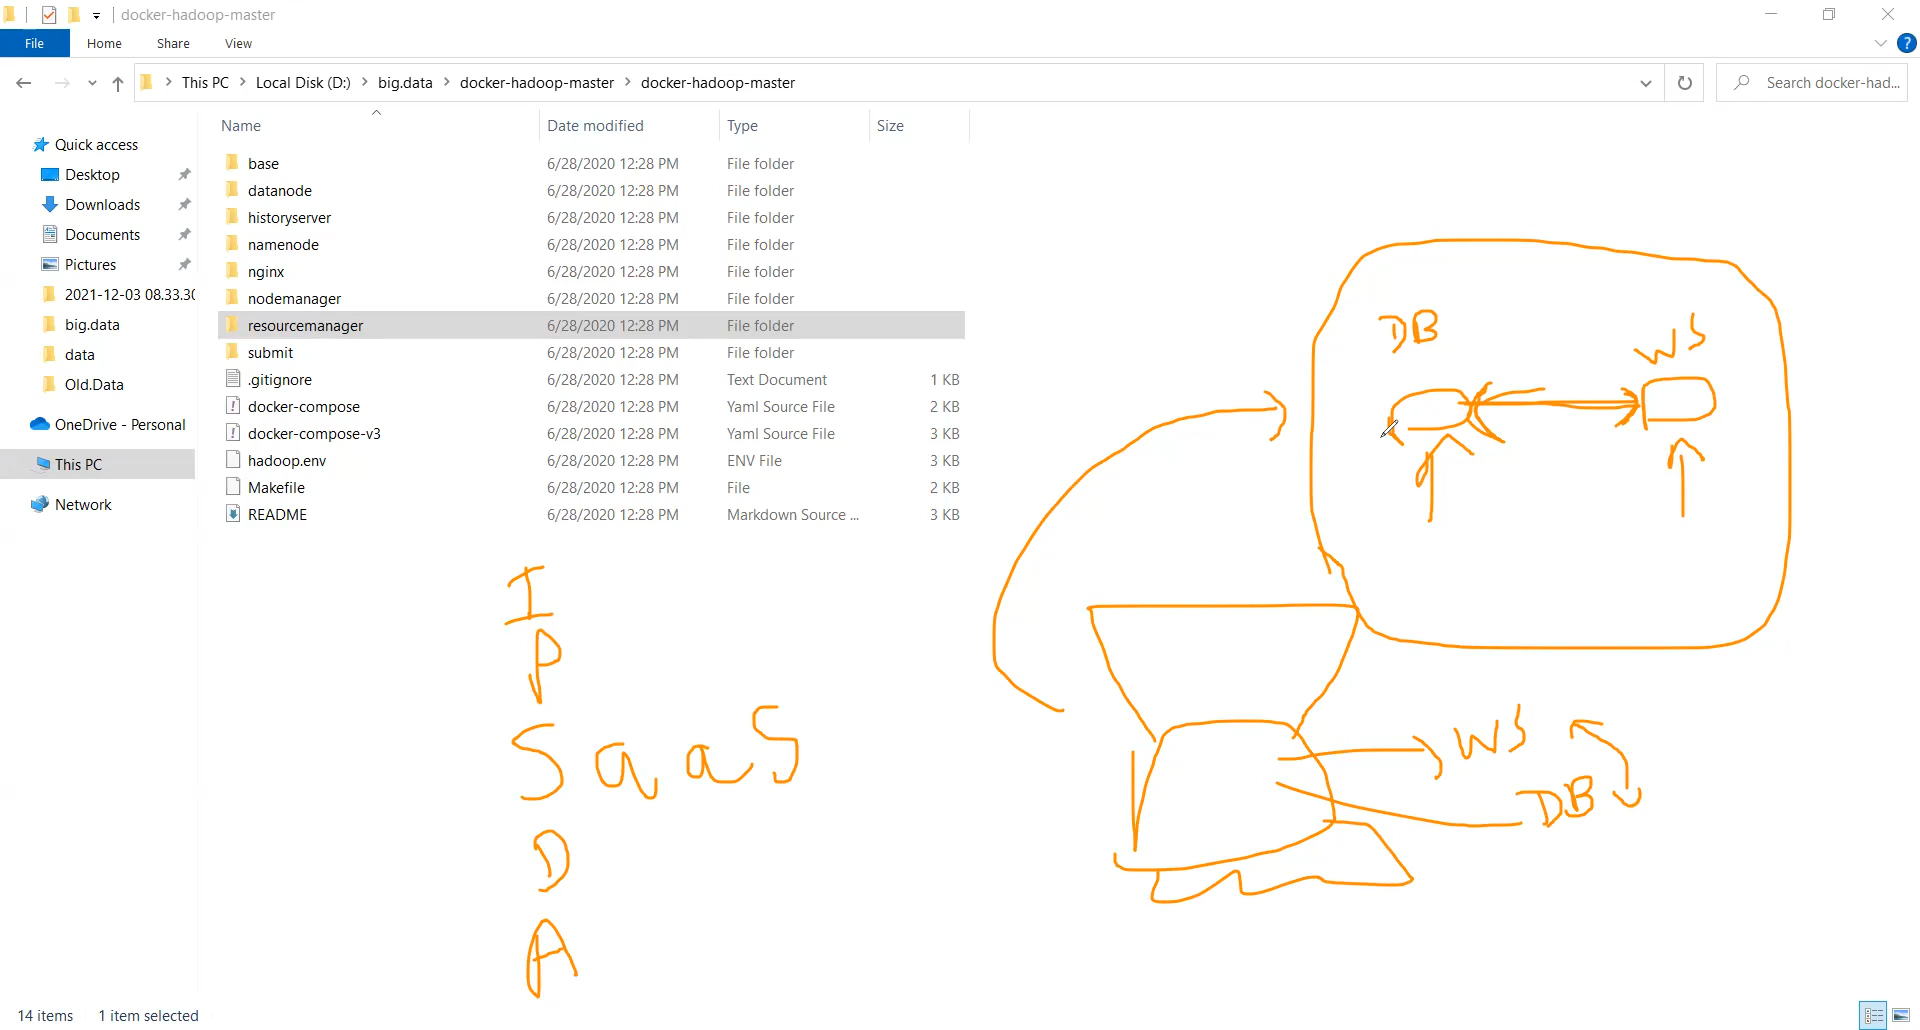 docker-hadoop-master
File Home Share View
This PC Local Disk (D:) big.data docker-hadoop-master docker-hadoop-master
Search docker-had...
Name Date modified Type Size
Quick access
Desktop
Downloads
Documents
Pictures
2021-12-03 08.33.30
big.data
data
Old.Data
OneDrive - Personal
This PC
Network
base 6/28/2020 12:28 PM File folder
datanode 6/28/2020 12:28 PM File folder
historyserver 6/28/2020 12:28 PM File folder
namenode 6/28/2020 12:28 PM File folder
nginx 6/28/2020 12:28 PM File folder
nodemanager 6/28/2020 12:28 PM File folder
resourcemanager 6/28/2020 12:28 PM File folder
submit 6/28/2020 12:28 PM File folder
.gitignore 6/28/2020 12:28 PM Text Document 1 KB
docker-compose 6/28/2020 12:28 PM Yaml Source File 2 KB
docker-compose-v3 6/28/2020 12:28 PM Yaml Source File 3 KB
hadoop.env 6/28/2020 12:28 PM ENV File 3 KB
Makefile 6/28/2020 12:28 PM File 2 KB
README 6/28/2020 12:28 PM Markdown Source ... 3 KB
DB WS
I
P
SaaS
D
A
WS
DB
14 items 1 item selected